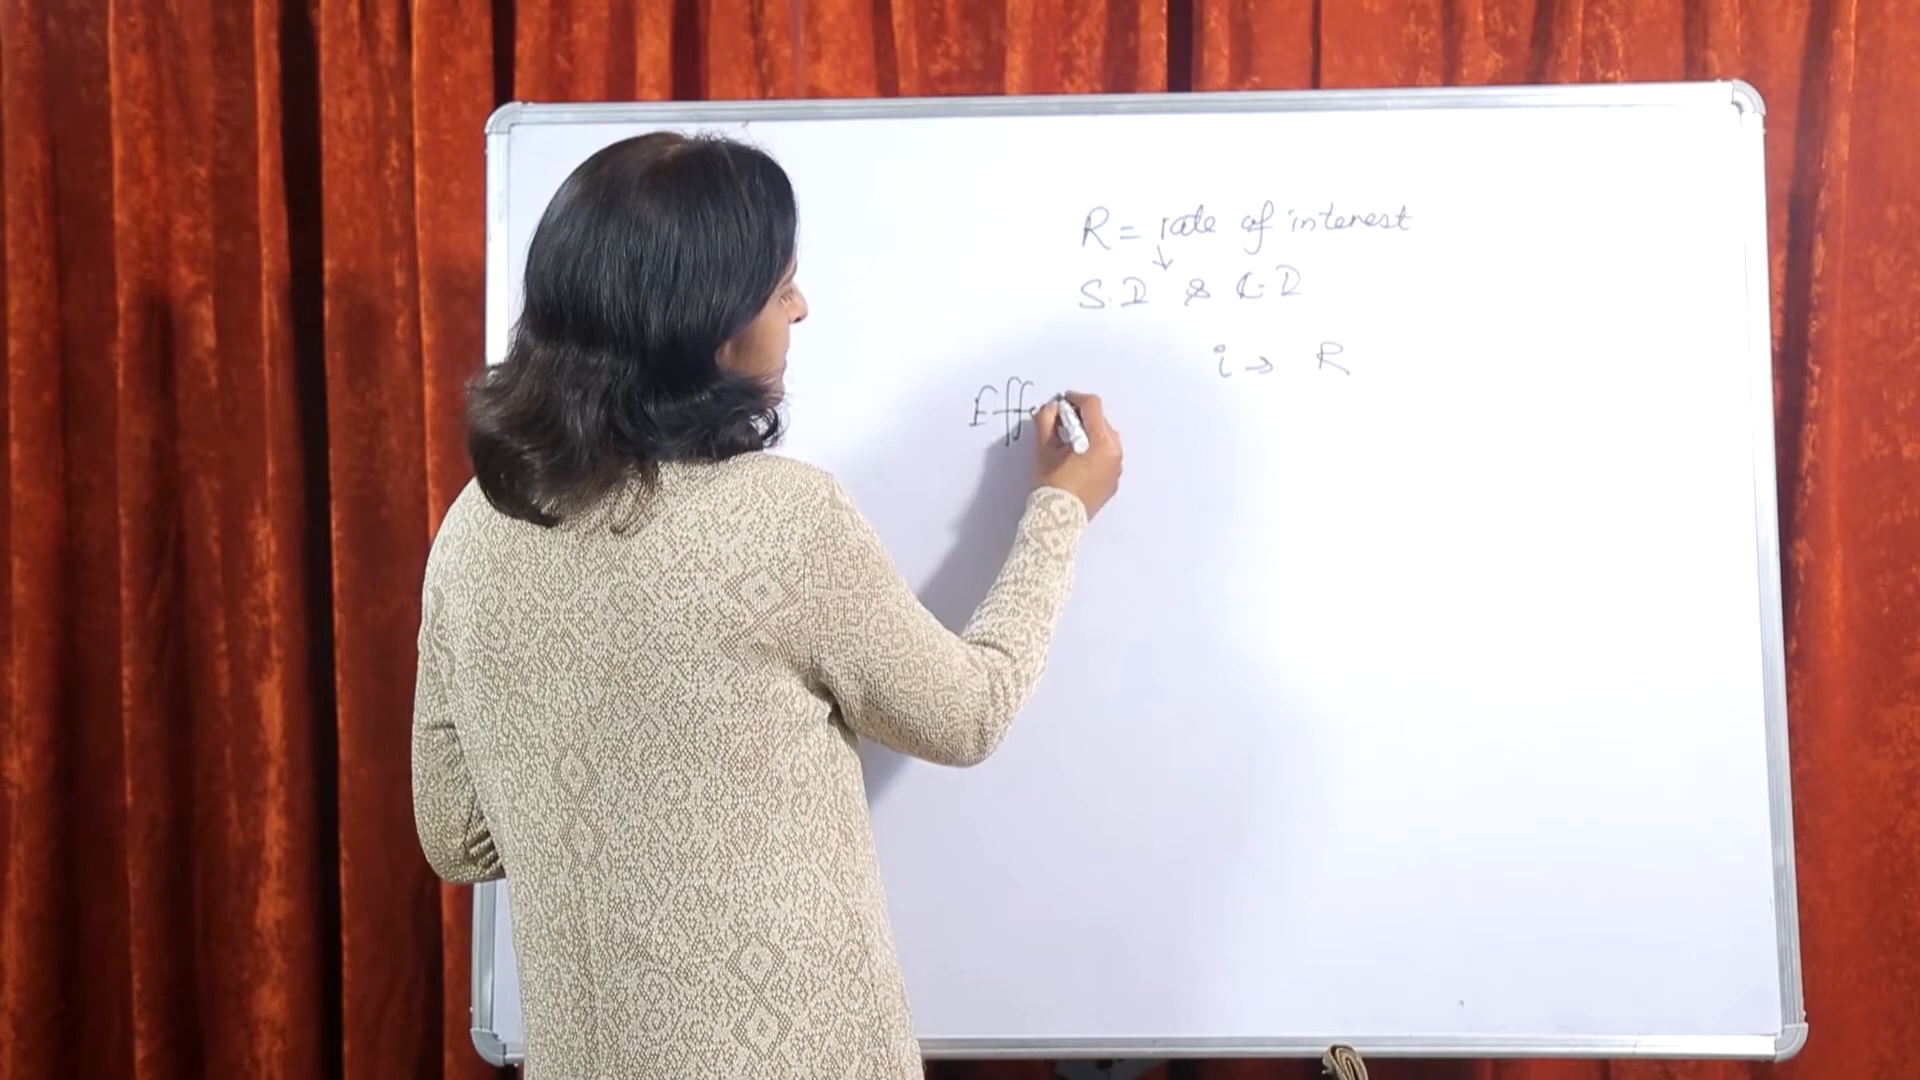 R = rate of interest
↓
S.D & L.D
i → R
Eff